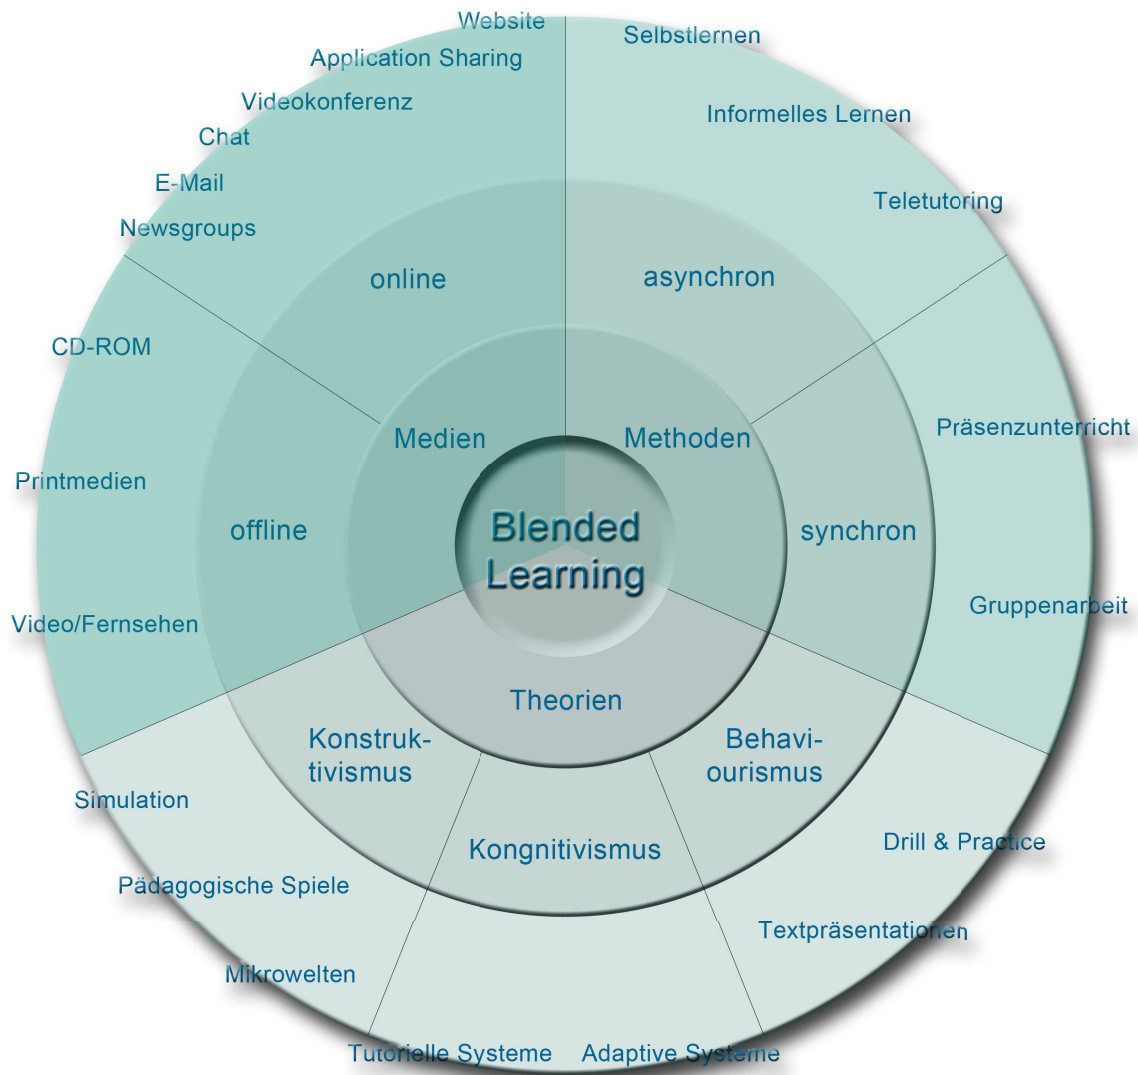 Website
Selbstlernen
Application Sharing
Videokonferenz
Informelles Lernen
Chat
E-Mail
Teletutoring
Newsgroups
online
asynchron
CD-ROM
Medien
Methoden
Präsenzunterricht
Printmedien
offline
Blended
Learning
synchron
Gruppenarbeit
Video/Fernsehen
Theorien
Konstruk-
tivismus
Behavi-
ourismus
Simulation
Kongnitivismus
Drill & Practice
Pädagogische Spiele
Textpräsentationen
Mikrowelten
Tutorielle Systeme
Adaptive Systeme